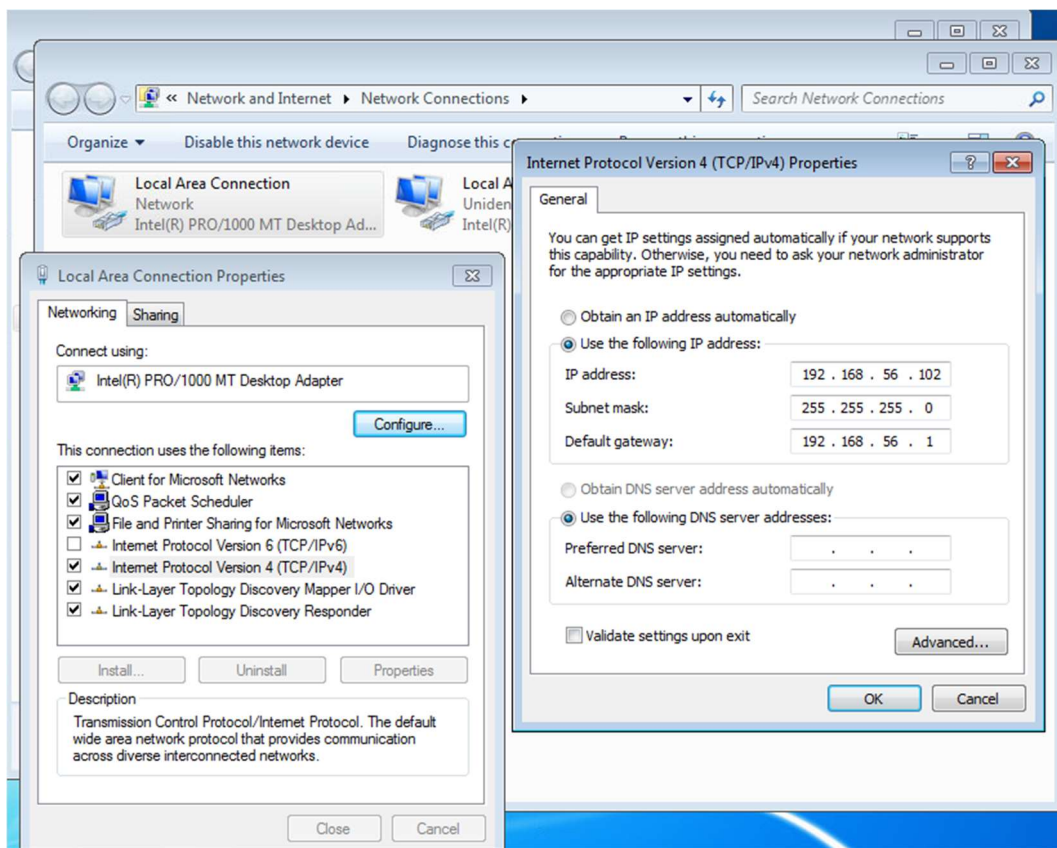 « Network and Internet ▸ Network Connections ▸
Search Network Connections
Organize ▼ Disable this network device Diagnose this
Local Area Connection
Network
Intel(R) PRO/1000 MT Desktop Ad...
Local A
Uniden
Intel(R)
Local Area Connection Properties
Networking Sharing
Connect using:
Intel(R) PRO/1000 MT Desktop Adapter
Configure...
This connection uses the following items:
Client for Microsoft Networks
QoS Packet Scheduler
File and Printer Sharing for Microsoft Networks
Internet Protocol Version 6 (TCP/IPv6)
Internet Protocol Version 4 (TCP/IPv4)
Link-Layer Topology Discovery Mapper I/O Driver
Link-Layer Topology Discovery Responder
Install... Uninstall Properties
Description
Transmission Control Protocol/Internet Protocol. The default
wide area network protocol that provides communication
across diverse interconnected networks.
Close Cancel
Internet Protocol Version 4 (TCP/IPv4) Properties
General
You can get IP settings assigned automatically if your network supports
this capability. Otherwise, you need to ask your network administrator
for the appropriate IP settings.
Obtain an IP address automatically
Use the following IP address:
IP address: 192 . 168 . 56 . 102
Subnet mask: 255 . 255 . 255 . 0
Default gateway: 192 . 168 . 56 . 1
Obtain DNS server address automatically
Use the following DNS server addresses:
Preferred DNS server: . . .
Alternate DNS server: . . .
Validate settings upon exit
Advanced...
OK Cancel